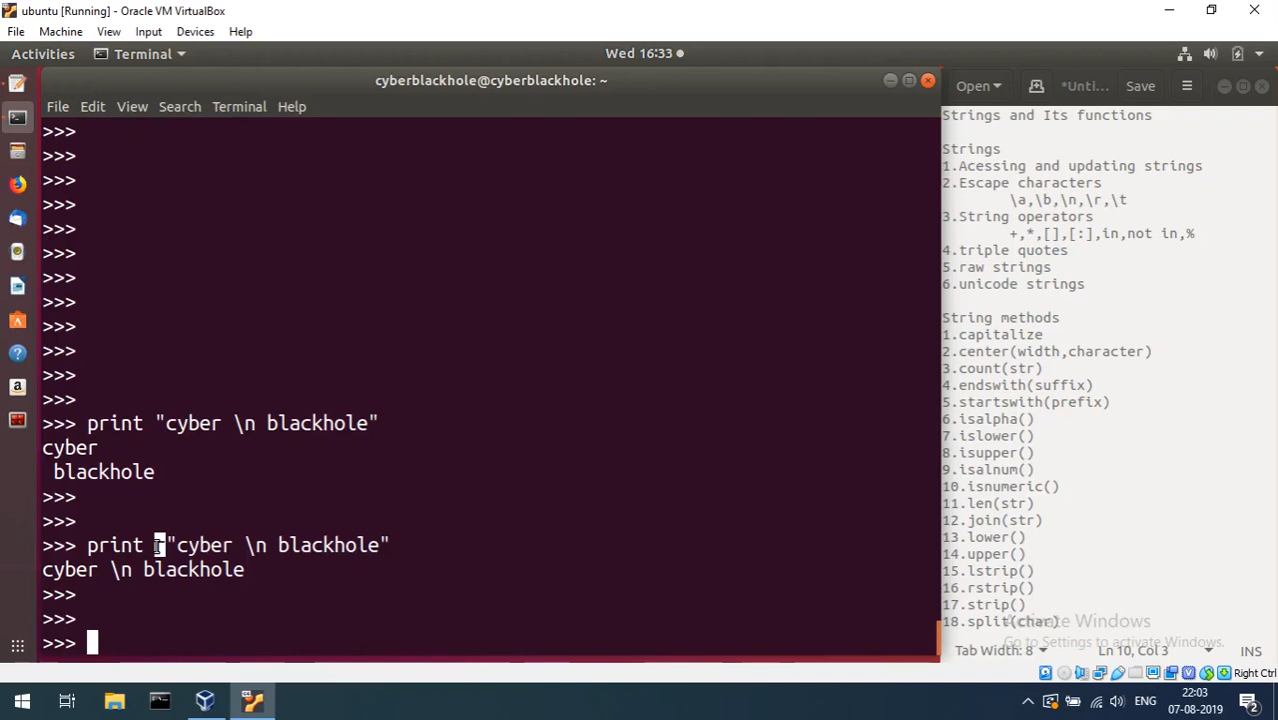 ubuntu [Running] - Oracle VM VirtualBox
File Machine View Input Devices Help
Activities Terminal Wed 16:33
cyberblackhole@cyberblackhole: ~
Open *Unti... Save
File Edit View Search Terminal Help
>>>
>>>
>>>
>>>
>>>
>>>
>>>
>>>
>>>
>>>
>>>
>>>
>>> print "cyber \n blackhole"
cyber
blackhole
>>>
>>>
>>> print r"cyber \n blackhole"
cyber \n blackhole
>>>
>>>
>>>
Strings and Its functions
Strings
1.Acessing and updating strings
2.Escape characters
\a,\b,\n,\r,\t
3.String operators
+,*,[],[:],in,not in,%
4.triple quotes
5.raw strings
6.unicode strings
String methods
1.capitalize
2.center(width,character)
3.count(str)
4.endswith(suffix)
5.startswith(prefix)
6.isalpha()
7.islower()
8.isupper()
9.isalnum()
10.isnumeric()
11.len(str)
12.join(str)
13.lower()
14.upper()
15.lstrip()
16.rstrip()
17.strip()
18.split(char)
Activate Windows
Go to Settings to activate Windows.
Tab Width: 8 Ln 10, Col 3 INS
Right Ctrl
ENG 22:03
07-08-2019
2